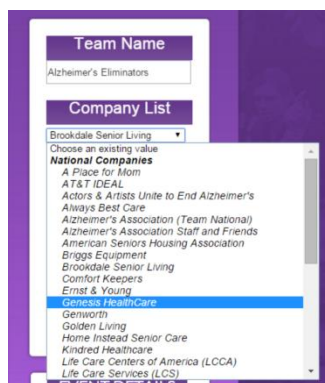 Team Name
Alzheimer's Eliminators
Company List
Brookdale Senior Living
Choose an existing value
National Companies
A Place for Mom
AT&T IDEAL
Actors & Artists Unite to End Alzheimer's
Always Best Care
Alzheimer's Association (Team National)
Alzheimer's Association Staff and Friends
American Seniors Housing Association
Briggs Equipment
Brookdale Senior Living
Comfort Keepers
Ernst & Young
Genesis HealthCare
Genworth
Golden Living
Home Instead Senior Care
Kindred Healthcare
Life Care Centers of America (LCCA)
Life Care Services (LCS)
EVENT DETAILS